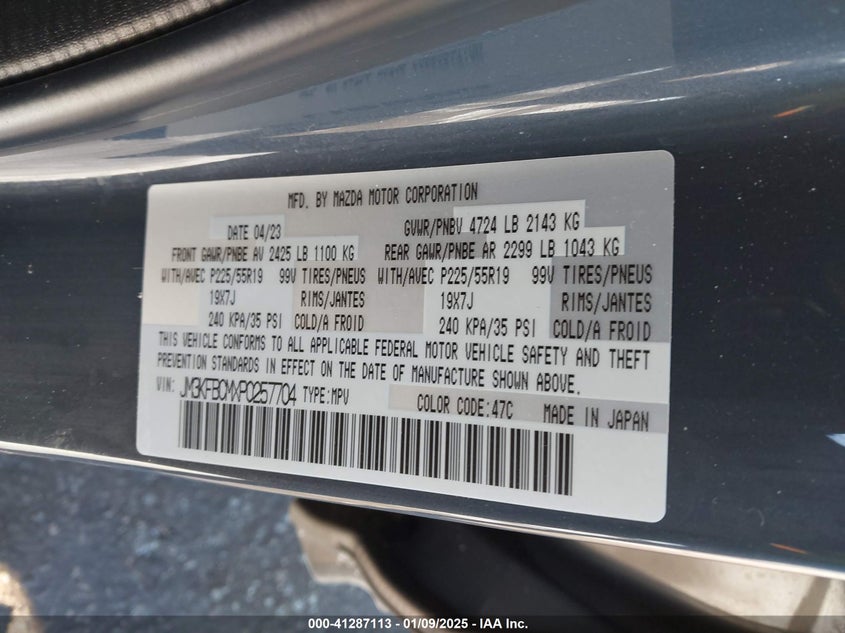 MFD. BY MAZDA MOTOR CORPORATION
DATE 04/23 GVWR/PNBV 4724 LB 2143 KG
FRONT GAWR/PNBE AV 2425 LB 1100 KG REAR GAWR/PNBE AR 2299 LB 1043 KG
WITH/AVEC P225/55R19 99V TIRES/PNEUS WITH/AVEC P225/55R19 99V TIRES/PNEUS
19X7J RIMS/JANTES 19X7J RIMS/JANTES
240 KPA/35 PSI COLD/A FROID 240 KPA/35 PSI COLD/A FROID
THIS VEHICLE CONFORMS TO ALL APPLICABLE FEDERAL MOTOR VEHICLE SAFETY AND THEFT
PREVENTION STANDARDS IN EFFECT ON THE DATE OF MANUFACTURE SHOWN ABOVE.
VIN: JM3KFBCMXP0257704 TYPE:MPV COLOR CODE:47C MADE IN JAPAN
000-41287113 - 01/09/2025 - IAA Inc.